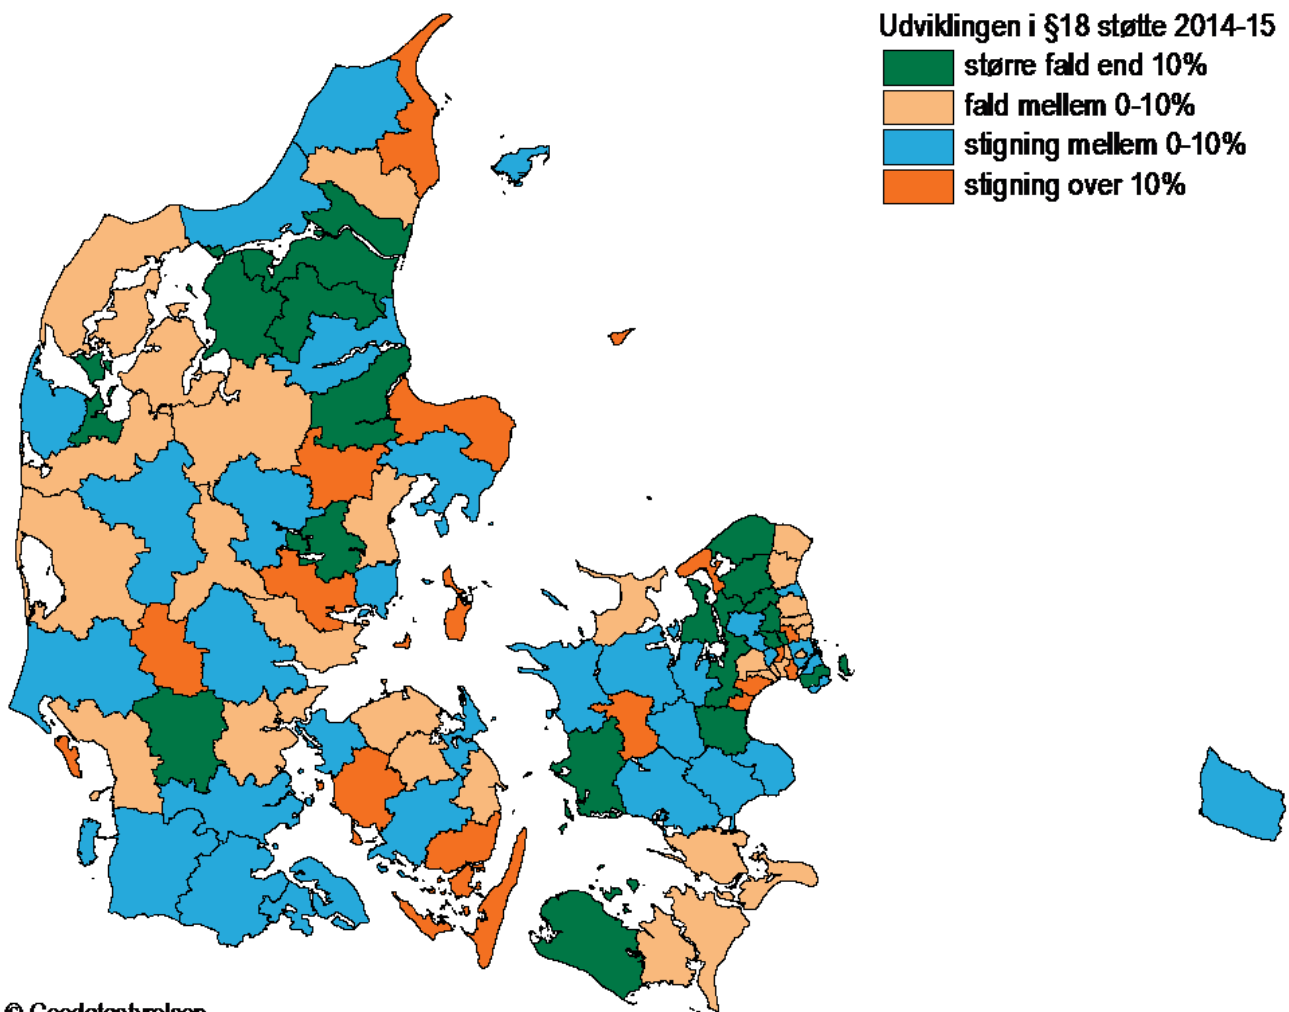 Udviklingen i §18 støtte 2014-15
større fald end 10%
fald mellem 0-10%
stigning mellem 0-10%
stigning over 10%
© Geodatastyrelsen